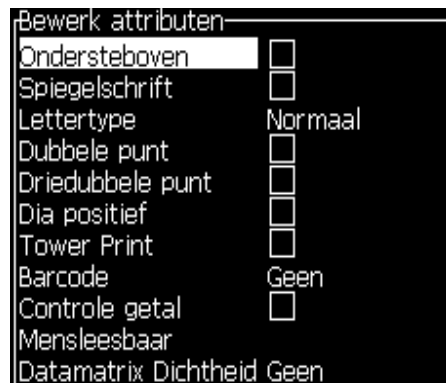 Bewerk attributen
Ondersteboven
Spiegelschrift
Lettertype Normaal
Dubbele punt
Driedubbele punt
Dia positief
Tower Print
Barcode Geen
Controle getal
Mensleesbaar
Datamatrix Dichtheid Geen